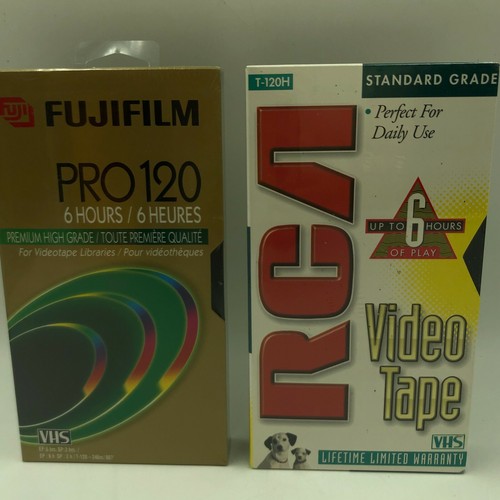 FUJI FUJIFILM
PRO 120
6 HOURS / 6 HEURES
PREMIUM HIGH GRADE / TOUTE PREMIÈRE QUALITÉ
For Videotape Libraries / Pour vidéothèques
VHS
T-120H
STANDARD GRADE
• Perfect For
Daily Use
RCA
UP TO 6 HOURS
OF PLAY
Video
Tape
VHS
LIFETIME LIMITED WARRANTY